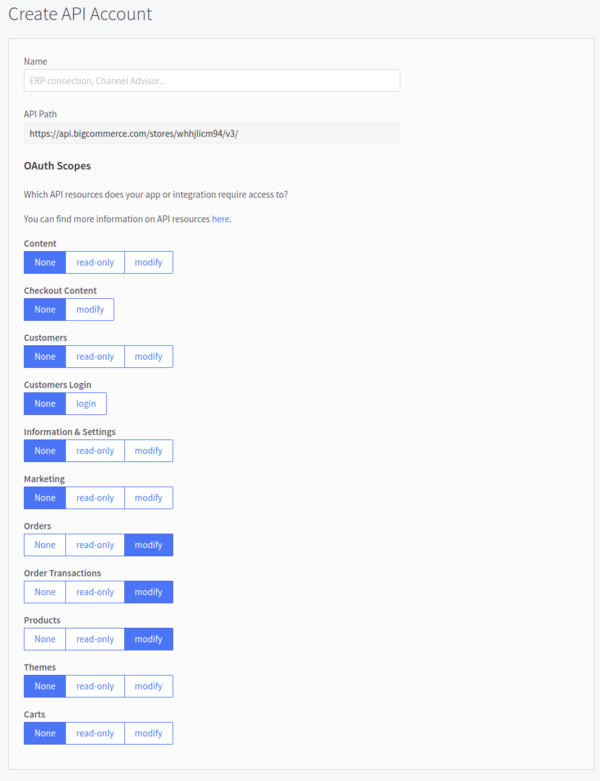 Create API Account
Name
ERP connection, Channel Advisor...
API Path
https://api.bigcommerce.com/stores/whhjlicm94/v3/
OAuth Scopes
Which API resources does your app or integration require access to?
You can find more information on API resources here.
Content
None read-only modify
Checkout Content
None modify
Customers
None read-only modify
Customers Login
None login
Information & Settings
None read-only modify
Marketing
None read-only modify
Orders
None read-only modify
Order Transactions
None read-only modify
Products
None read-only modify
Themes
None read-only modify
Carts
None read-only modify